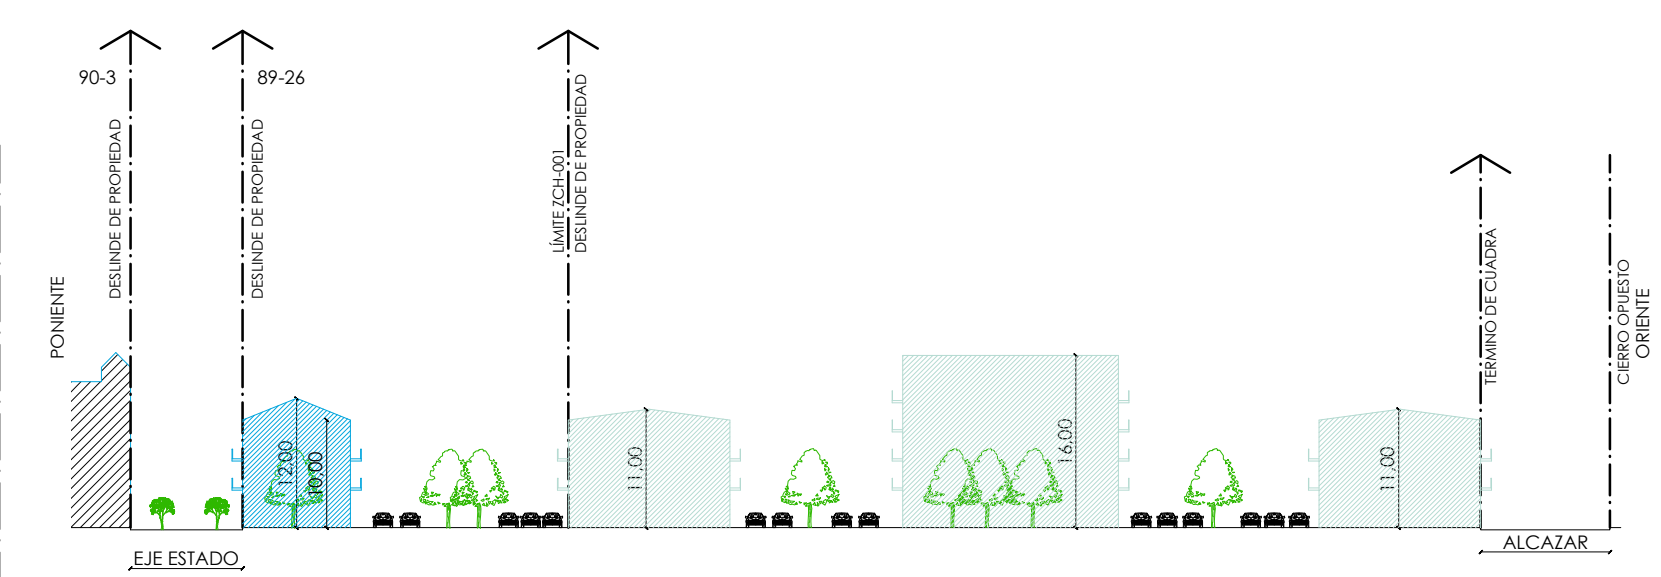 90-3
89-26
DESLINDE DE PROPIEDAD
DESLINDE DE PROPIEDAD
LÍMITE ZCH-001
DESLINDE DE PROPIEDAD
TERMINO DE CUADRA
CIERRO OPUESTO
ORIENTE
PONIENTE
12,00
10,00
11,00
16,00
11,00
EJE ESTADO
ALCAZAR